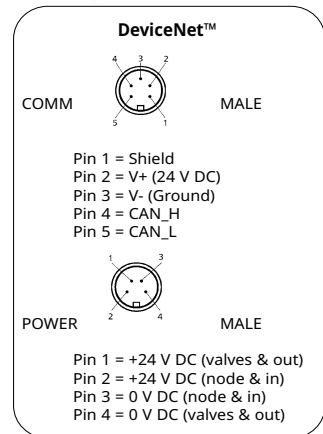 DeviceNet™
4 3 2
COMM MALE
5 1
Pin 1 = Shield
Pin 2 = V+ (24 V DC)
Pin 3 = V- (Ground)
Pin 4 = CAN_H
Pin 5 = CAN_L
1 3
2 4
POWER MALE
Pin 1 = +24 V DC (valves & out)
Pin 2 = +24 V DC (node & in)
Pin 3 = 0 V DC (node & in)
Pin 4 = 0 V DC (valves & out)